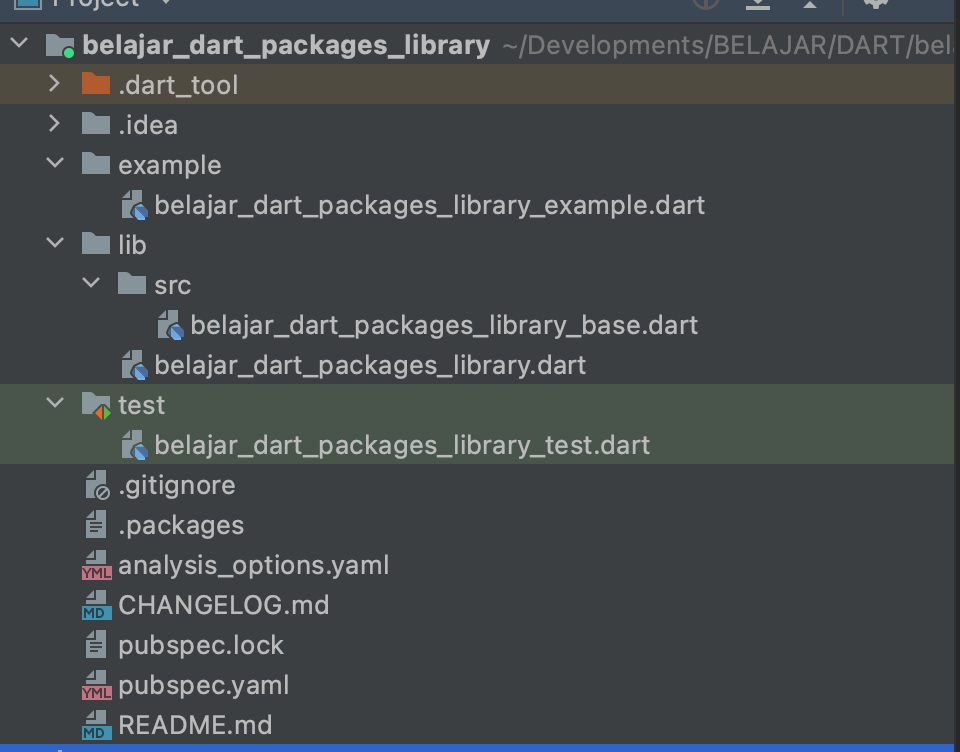 Project
belajar_dart_packages_library ~/Developments/BELAJAR/DART/bel
.dart_tool
.idea
example
belajar_dart_packages_library_example.dart
lib
src
belajar_dart_packages_library_base.dart
belajar_dart_packages_library.dart
test
belajar_dart_packages_library_test.dart
.gitignore
.packages
YML analysis_options.yaml
MD CHANGELOG.md
pubspec.lock
YML pubspec.yaml
MD README.md